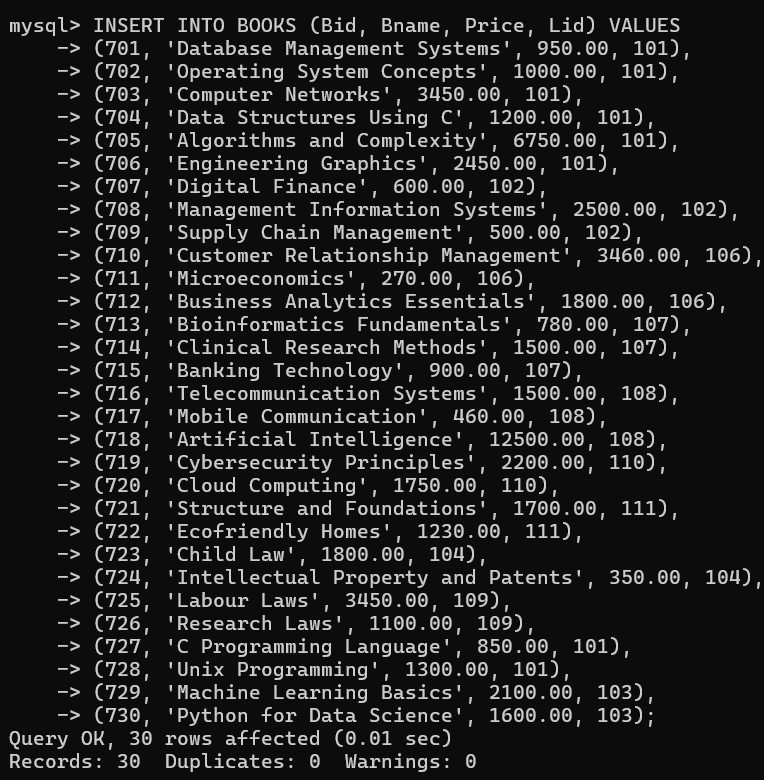 mysql> INSERT INTO BOOKS (Bid, Bname, Price, Lid) VALUES
    -> (701, 'Database Management Systems', 950.00, 101),
    -> (702, 'Operating System Concepts', 1000.00, 101),
    -> (703, 'Computer Networks', 3450.00, 101),
    -> (704, 'Data Structures Using C', 1200.00, 101),
    -> (705, 'Algorithms and Complexity', 6750.00, 101),
    -> (706, 'Engineering Graphics', 2450.00, 101),
    -> (707, 'Digital Finance', 600.00, 102),
    -> (708, 'Management Information Systems', 2500.00, 102),
    -> (709, 'Supply Chain Management', 500.00, 102),
    -> (710, 'Customer Relationship Management', 3460.00, 106),
    -> (711, 'Microeconomics', 270.00, 106),
    -> (712, 'Business Analytics Essentials', 1800.00, 106),
    -> (713, 'Bioinformatics Fundamentals', 780.00, 107),
    -> (714, 'Clinical Research Methods', 1500.00, 107),
    -> (715, 'Banking Technology', 900.00, 107),
    -> (716, 'Telecommunication Systems', 1500.00, 108),
    -> (717, 'Mobile Communication', 460.00, 108),
    -> (718, 'Artificial Intelligence', 12500.00, 108),
    -> (719, 'Cybersecurity Principles', 2200.00, 110),
    -> (720, 'Cloud Computing', 1750.00, 110),
    -> (721, 'Structure and Foundations', 1700.00, 111),
    -> (722, 'Ecofriendly Homes', 1230.00, 111),
    -> (723, 'Child Law', 1800.00, 104),
    -> (724, 'Intellectual Property and Patents', 350.00, 104),
    -> (725, 'Labour Laws', 3450.00, 109),
    -> (726, 'Research Laws', 1100.00, 109),
    -> (727, 'C Programming Language', 850.00, 101),
    -> (728, 'Unix Programming', 1300.00, 101),
    -> (729, 'Machine Learning Basics', 2100.00, 103),
    -> (730, 'Python for Data Science', 1600.00, 103);
Query OK, 30 rows affected (0.01 sec)
Records: 30  Duplicates: 0  Warnings: 0